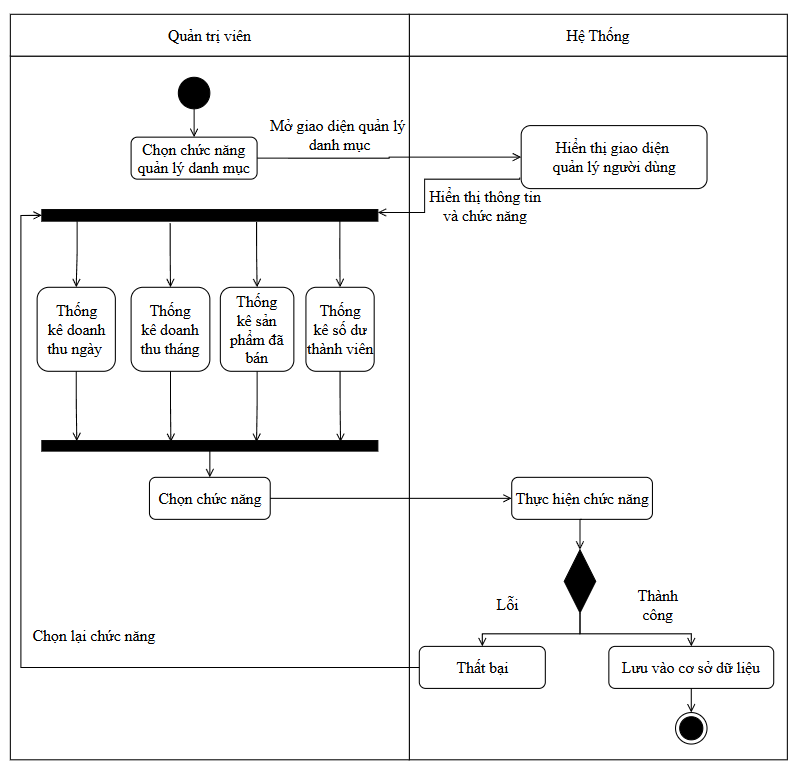 Quản trị viên
Hệ Thống
Mở giao diện quản lý
danh mục
Chọn chức năng
quản lý danh mục
Hiển thị giao diện
quản lý người dùng
Hiển thị thông tin
và chức năng
Thống
kê doanh
thu ngày
Thống
kê doanh
thu tháng
Thống
kê sản
phẩm đã
bán
Thống
kê số dư
thành viên
Chọn chức năng
Thực hiện chức năng
Lỗi
Thành
công
Chọn lại chức năng
Thất bại
Lưu vào cơ sở dữ liệu